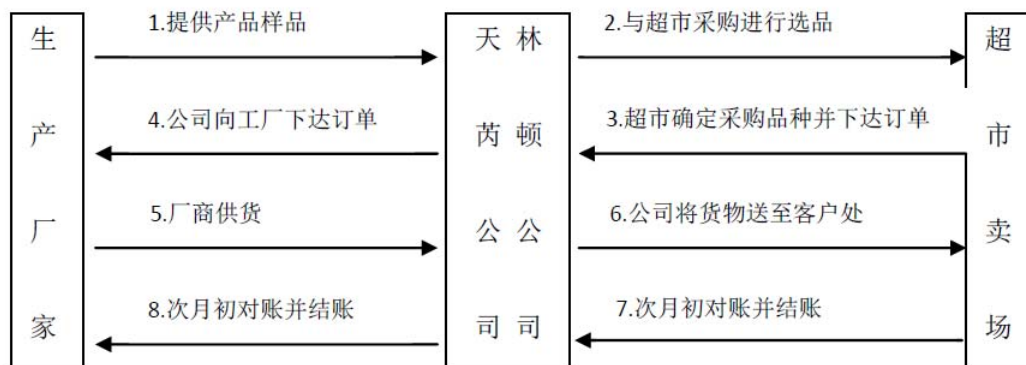 生产厂家
1.提供产品样品
天林
芮顿
公公
司司
2.与超市采购进行选品
超市卖场
4.公司向工厂下达订单
3.超市确定采购品种并下达订单
5.厂商供货
6.公司将货物送至客户处
8.次月初对账并结账
7.次月初对账并结账